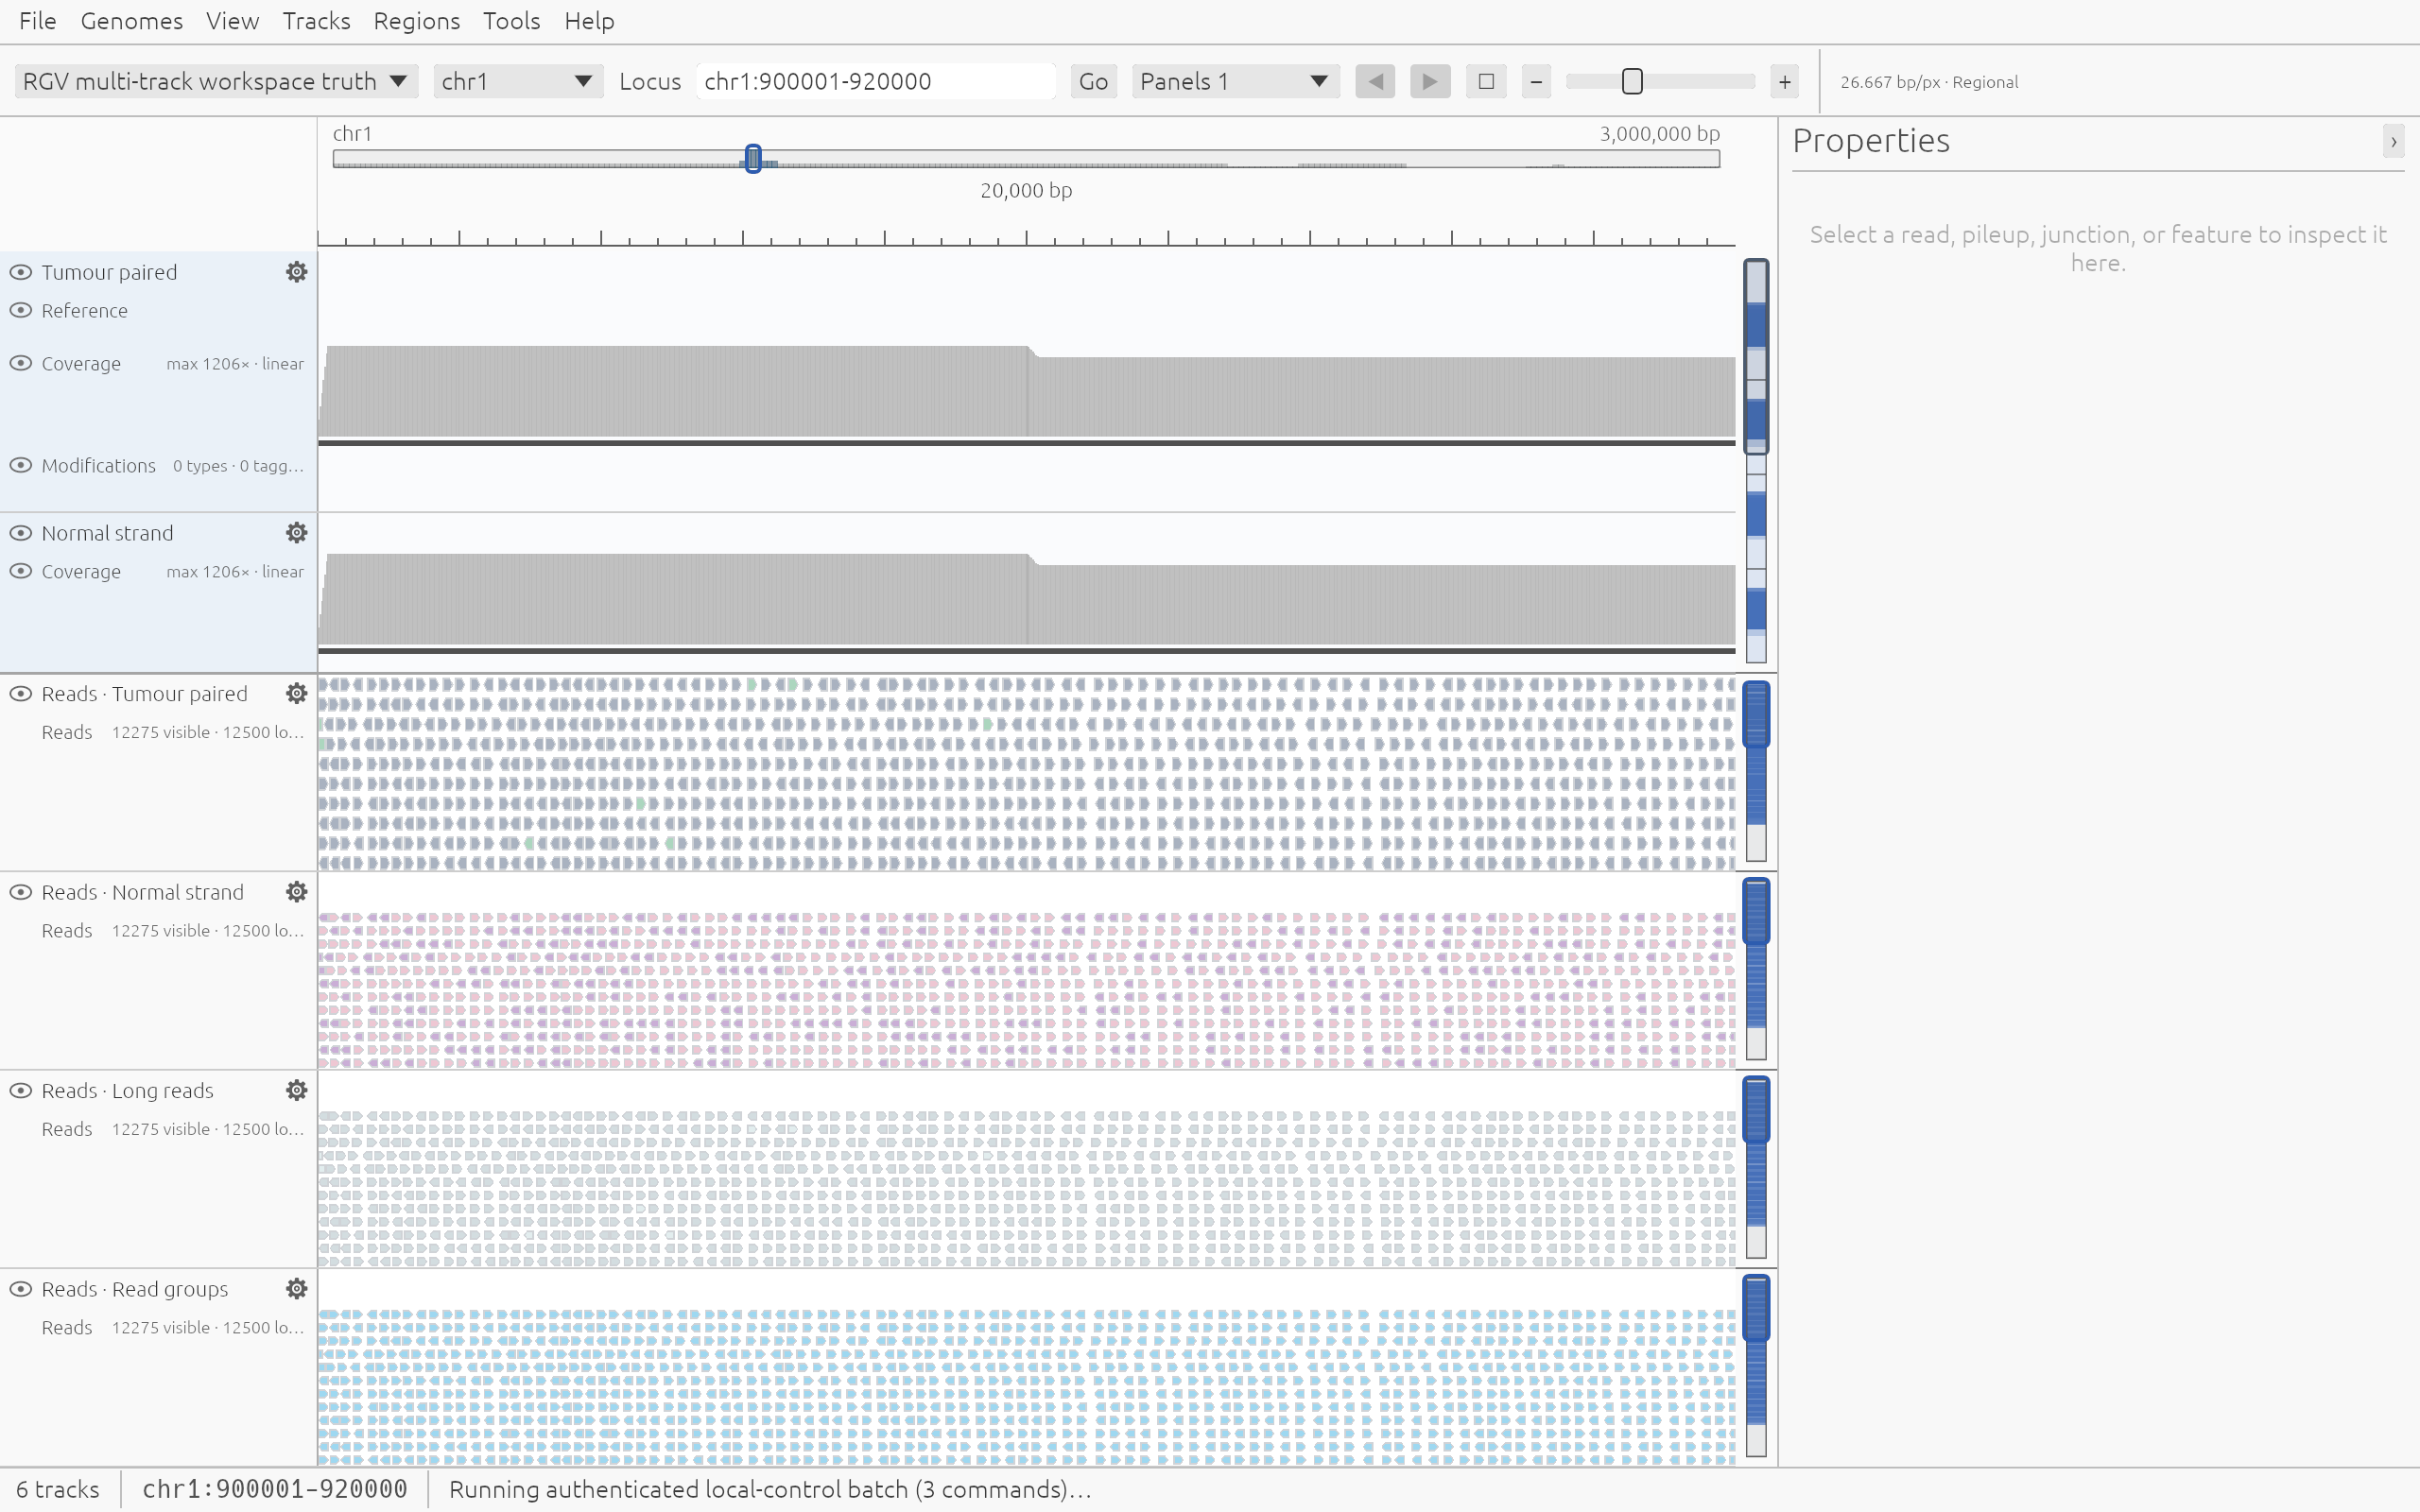 File Genomes View Tracks Regions Tools Help
RGV multi-track workspace truth chr1 Locus chr1:900001-920000 Go Panels 1 26.667 bp/px · Regional
chr1 3,000,000 bp
20,000 bp
Properties
Select a read, pileup, junction, or feature to inspect it
here.
Tumour paired
Reference
Coverage max 1206× · linear
Modifications 0 types · 0 tagg…
Normal strand
Coverage max 1206× · linear
Reads · Tumour paired
Reads 12275 visible · 12500 lo…
Reads · Normal strand
Reads 12275 visible · 12500 lo…
Reads · Long reads
Reads 12275 visible · 12500 lo…
Reads · Read groups
Reads 12275 visible · 12500 lo…
6 tracks chr1:900001-920000 Running authenticated local-control batch (3 commands)…